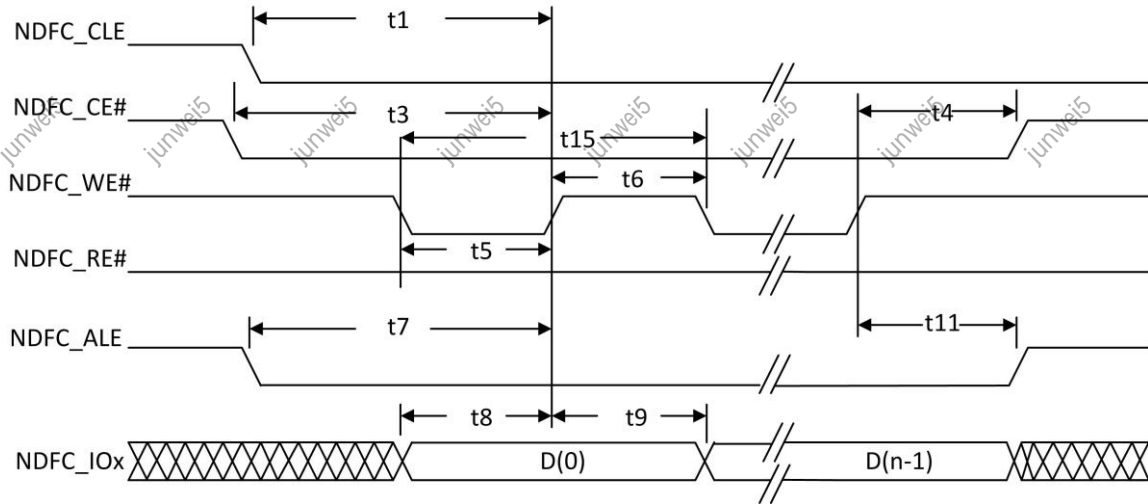 NDFC_CLE
t1
NDFC_CE#
t3
t4
junwei5 junwei5 junwei5 junwei5 junwei5 junwei5 junwei5 junwei5
t15
NDFC_WE#
t6
t5
NDFC_RE#
NDFC_ALE
t7
t11
t8
t9
NDFC_IOx
D(0)
D(n-1)